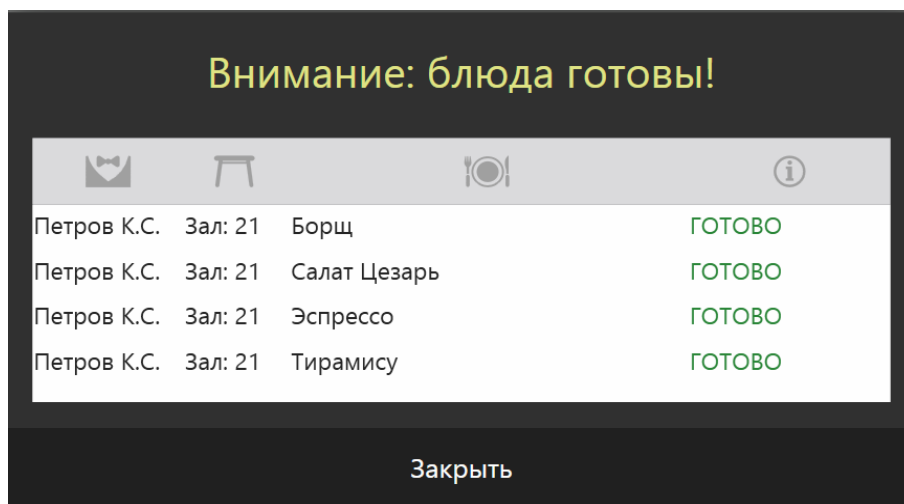 Внимание: блюда готовы!
Петров К.С. Зал: 21 Борщ ГОТОВО
Петров К.С. Зал: 21 Салат Цезарь ГОТОВО
Петров К.С. Зал: 21 Эспрессо ГОТОВО
Петров К.С. Зал: 21 Тирамису ГОТОВО
Закрыть